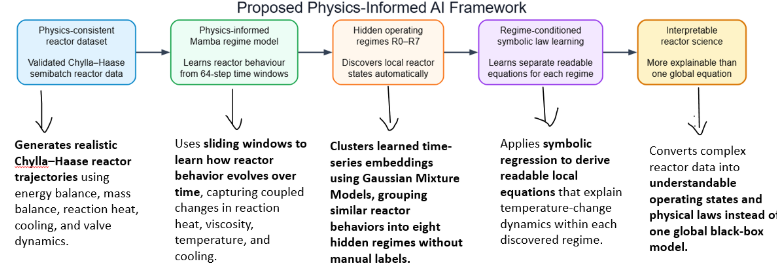 Proposed Physics-Informed AI Framework
Physics-consistent
reactor dataset
Validated Chylla–Haase
semibatch reactor data
Physics-informed
Mamba regime model
Learns reactor behaviour
from 64-step time windows
Hidden operating
regimes R0–R7
Discovers local reactor
states automatically
Regime-conditioned
symbolic law learning
Learns separate readable
equations for each regime
Interpretable
reactor science
More explainable than
one global equation
Generates realistic
Chylla–Haase reactor
trajectories using
energy balance, mass
balance, reaction heat,
cooling, and valve
dynamics.
Uses sliding windows to
learn how reactor
behavior evolves over
time, capturing coupled
changes in reaction
heat, viscosity,
temperature, and
cooling.
Clusters learned time-
series embeddings
using Gaussian Mixture
Models, grouping
similar reactor
behaviors into eight
hidden regimes without
manual labels.
Applies symbolic
regression to derive
readable local
equations that explain
temperature-change
dynamics within each
discovered regime.
Converts complex
reactor data into
understandable
operating states and
physical laws instead of
one global black-box
model.